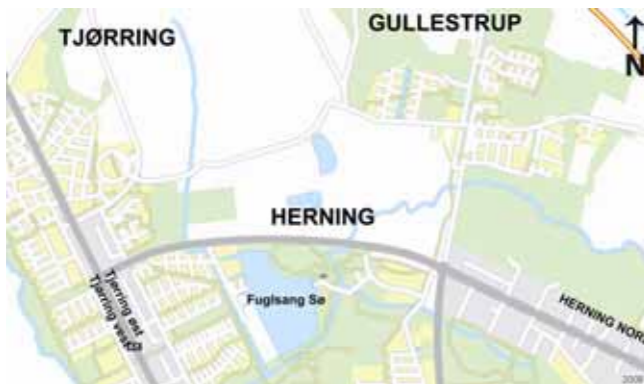 GULLESTRUP
TJØRRING
N
HERNING
Tjørring øst
Tjørring vest
Fuglsang Sø
HERNING NORD